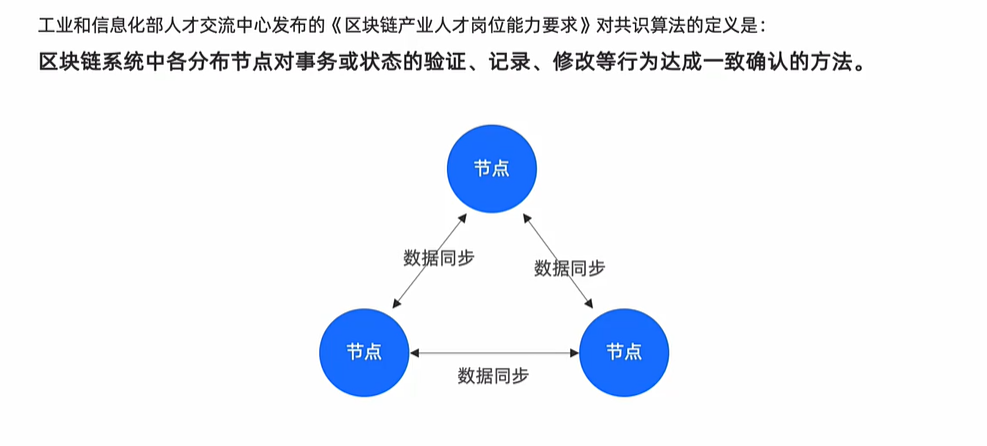 工业和信息化部人才交流中心发布的《区块链产业人才岗位能力要求》对共识算法的定义是：
区块链系统中各分布节点对事务或状态的验证、记录、修改等行为达成一致确认的方法。
节点
数据同步
数据同步
节点
节点
数据同步